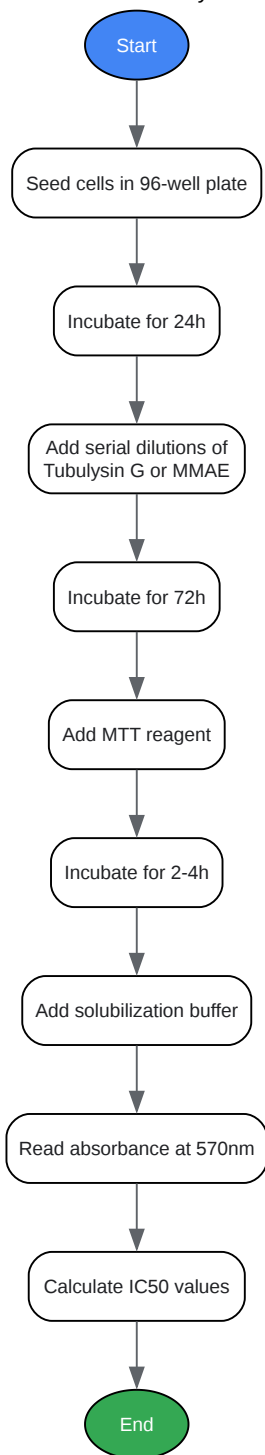 Start
Seed cells in 96-well plate
Incubate for 24h
Add serial dilutions of
Tubulysin G or MMAE
Incubate for 72h
Add MTT reagent
Incubate for 2-4h
Add solubilization buffer
Read absorbance at 570nm
Calculate IC50 values
End